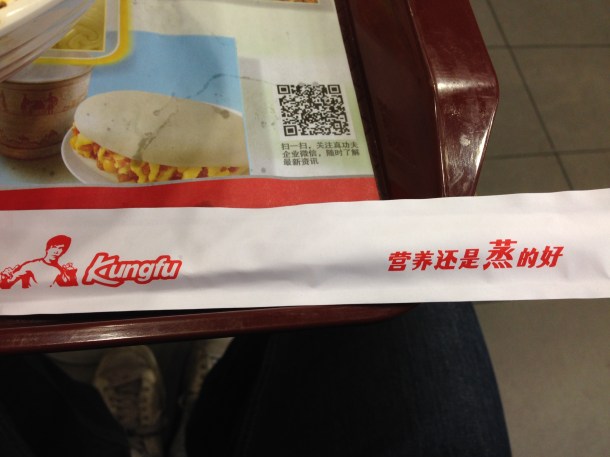 扫一扫，关注真功夫
企业微信，随时了解
最新资讯
Kungfu
营养还是蒸的好